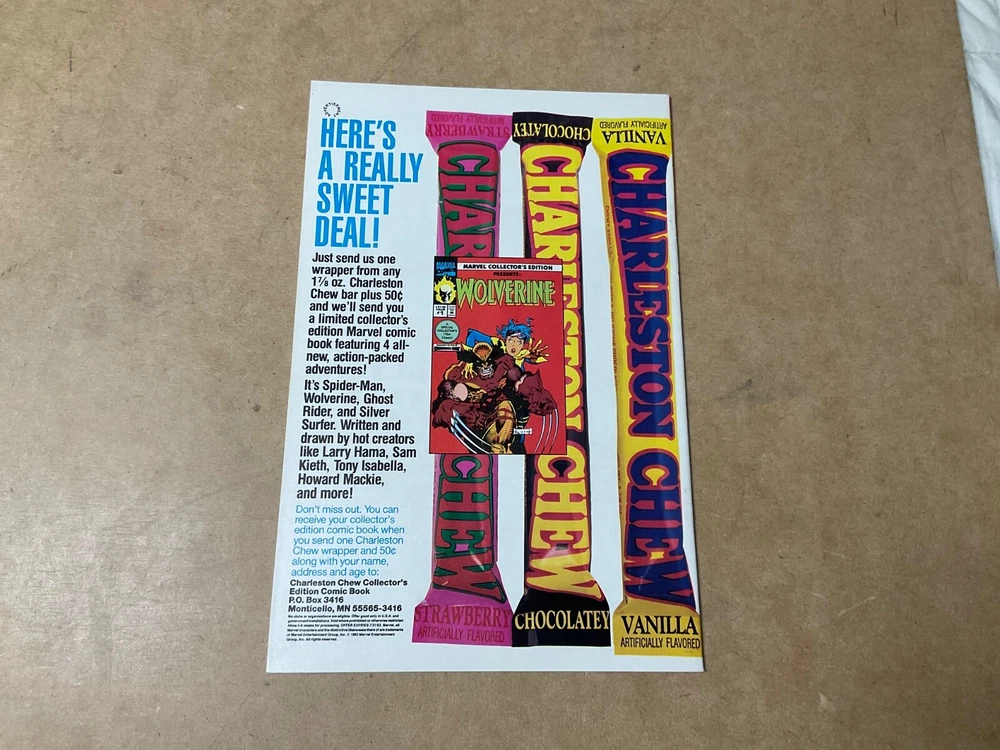 HERE'S
A REALLY
SWEET
DEAL!
Just send us one
wrapper from any
1⅞ oz. Charleston
Chew bar plus 50¢
and we'll send you
a limited collector's
edition Marvel comic
book featuring 4 all-
new, action-packed
adventures!
It's Spider-Man,
Wolverine, Ghost
Rider, and Silver
Surfer. Written and
drawn by hot creators
like Larry Hama, Sam
Kieth, Tony Isabella,
Howard Mackie,
and more!
Don't miss out. You can
receive your collector's
edition comic book when
you send one Charleston
Chew wrapper and 50¢
along with your name,
address and age to:
Charleston Chew Collector's
Edition Comic Book
P.O. Box 3416
Monticello, MN 55565-3416
STRAWBERRY
ARTIFICIALLY FLAVORED
CHAR
CHEW
STRAWBERRY
ARTIFICIALLY FLAVORED
CHOCOLATEY
CHARLESTON CHEW
CHOCOLATEY
VANILLA
ARTIFICIALLY FLAVORED
CHARLESTON CHEW
VANILLA
ARTIFICIALLY FLAVORED
MARVEL COLLECTOR'S EDITION
PRESENTS:
MARVEL
WOLVERINE
#1